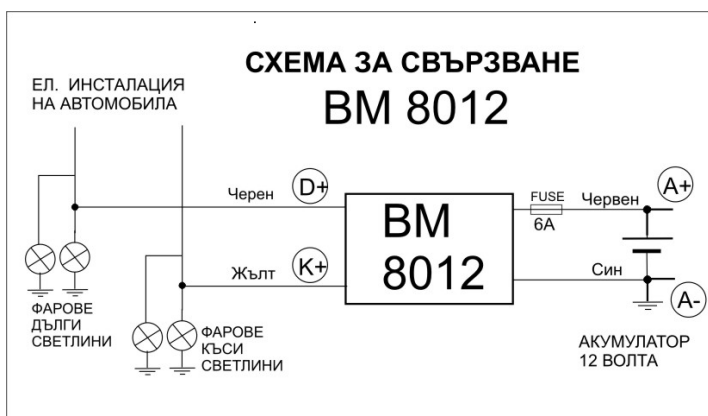 СХЕМА ЗА СВЪРЗВАНЕ
BM 8012
ЕЛ. ИНСТАЛАЦИЯ
НА АВТОМОБИЛА
Черен
D+
FUSE
6A
Червен
A+
BM
8012
Жълт
K+
Син
A-
ФАРОВЕ
ДЪЛГИ
СВЕТЛИНИ
ФАРОВЕ
КЪСИ
СВЕТЛИНИ
АКУМУЛАТОР
12 ВОЛТА